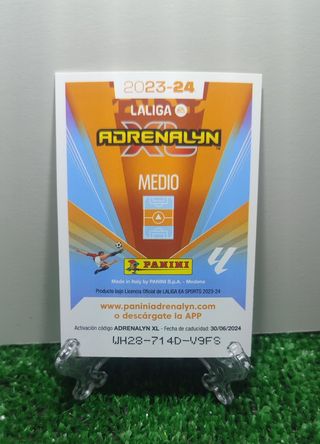 2023-24
LALIGA
XL
ADRENALYN
MEDIO
PANINI
Made in Italy by PANINI S.p.A. - Modena
Producto bajo Licencia Oficial de LALIGA EA SPORTS 2023-24
www.paniniadrenalyn.com
o descárgate la APP
Activación código ADRENALYN XL - Fecha de caducidad: 30/06/2024
WH28-714D-V9FS